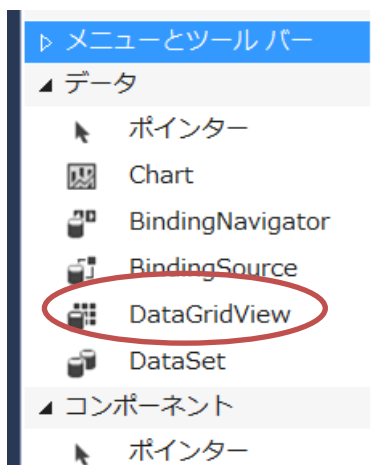 メニューとツール バー
データ
ポインター
Chart
BindingNavigator
BindingSource
DataGridView
DataSet
コンポーネント
ポインター